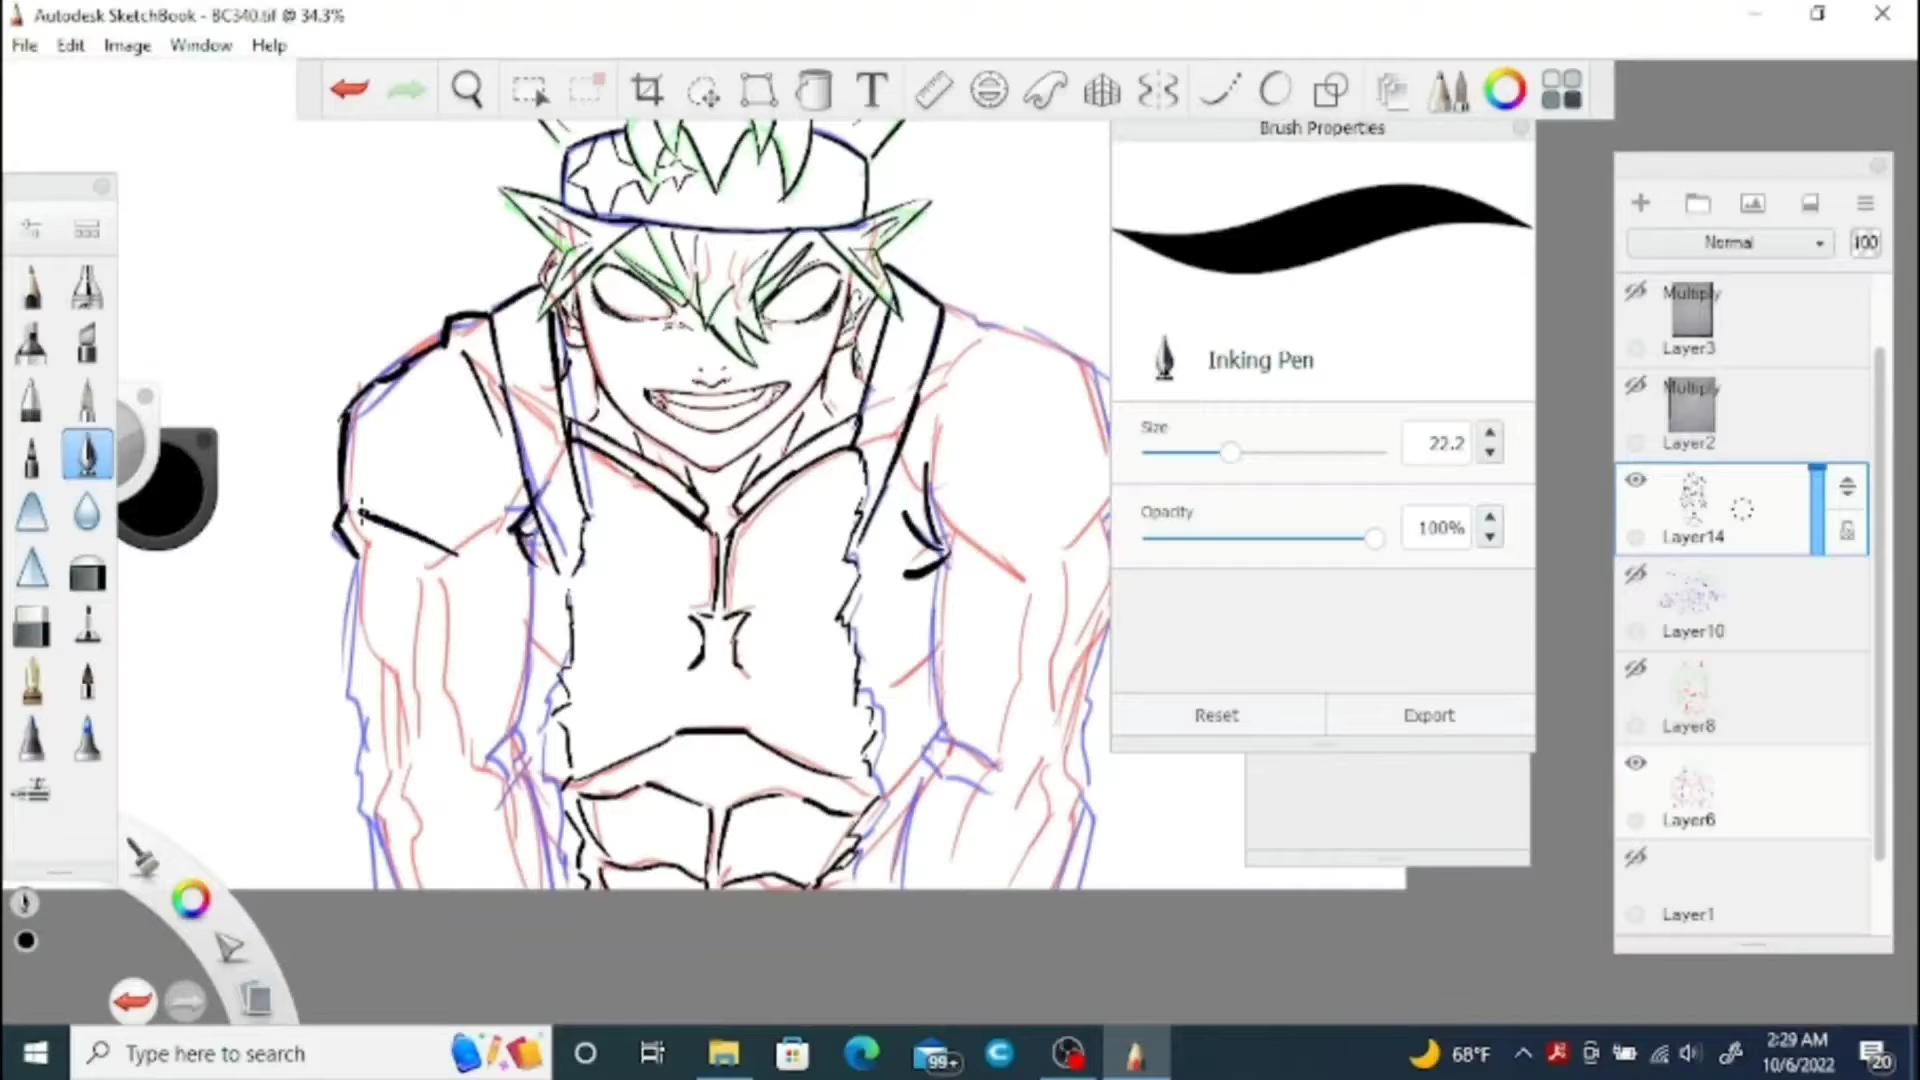 Autodesk SketchBook - BC340.tif @ 34.3%
File Edit Image Window Help
T
Brush Properties
Inking Pen
Size
22.2
Opacity
100%
Reset
Export
Normal
100
Multiply
Layer3
Multiply
Layer2
Layer14
Layer10
Layer8
Layer6
Layer1
Type here to search
99+
68°F
2:29 AM
10/6/2022
20